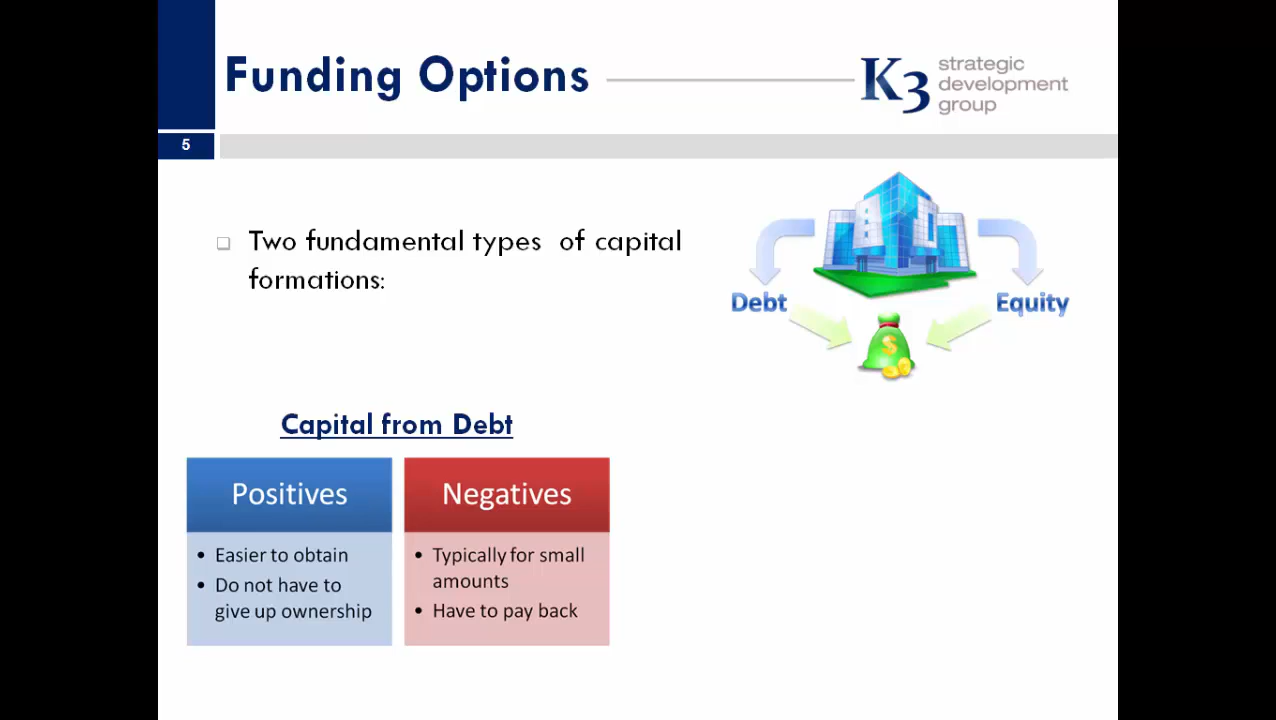 Funding Options
K3 strategic
development
group
5
Two fundamental types of capital
formations:
Debt
Equity
$
Capital from Debt
Positives
• Easier to obtain
• Do not have to
give up ownership
Negatives
• Typically for small
amounts
• Have to pay back